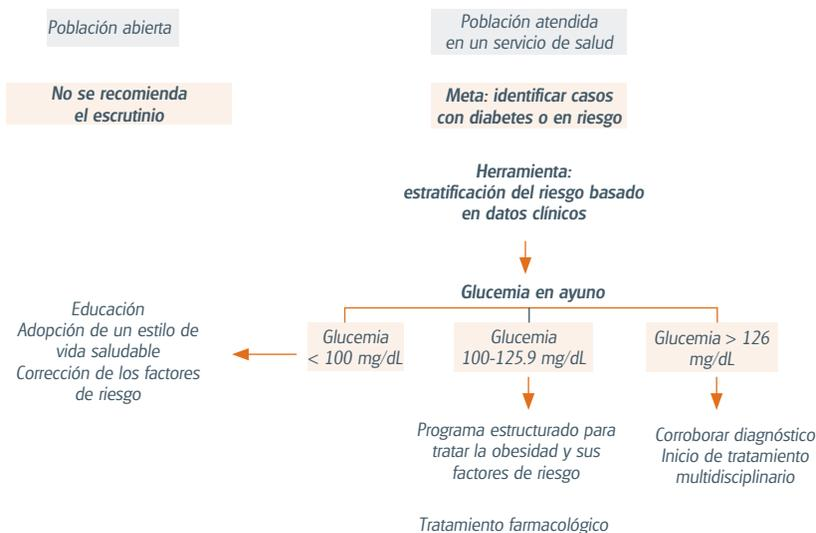 Población abierta
Población atendida
en un servicio de salud
No se recomienda
el escrutinio
Meta: identificar casos
con diabetes o en riesgo
Herramienta:
estratificación del riesgo basado
en datos clínicos
Glucemia en ayuno
Educación
Adopción de un estilo de
vida saludable
Corrección de los factores
de riesgo
Glucemia
< 100 mg/dL
Glucemia
100-125.9 mg/dL
Glucemia > 126
mg/dL
Programa estructurado para
tratar la obesidad y sus
factores de riesgo
Corroborar diagnóstico
Inicio de tratamiento
multidisciplinario
Tratamiento farmacológico